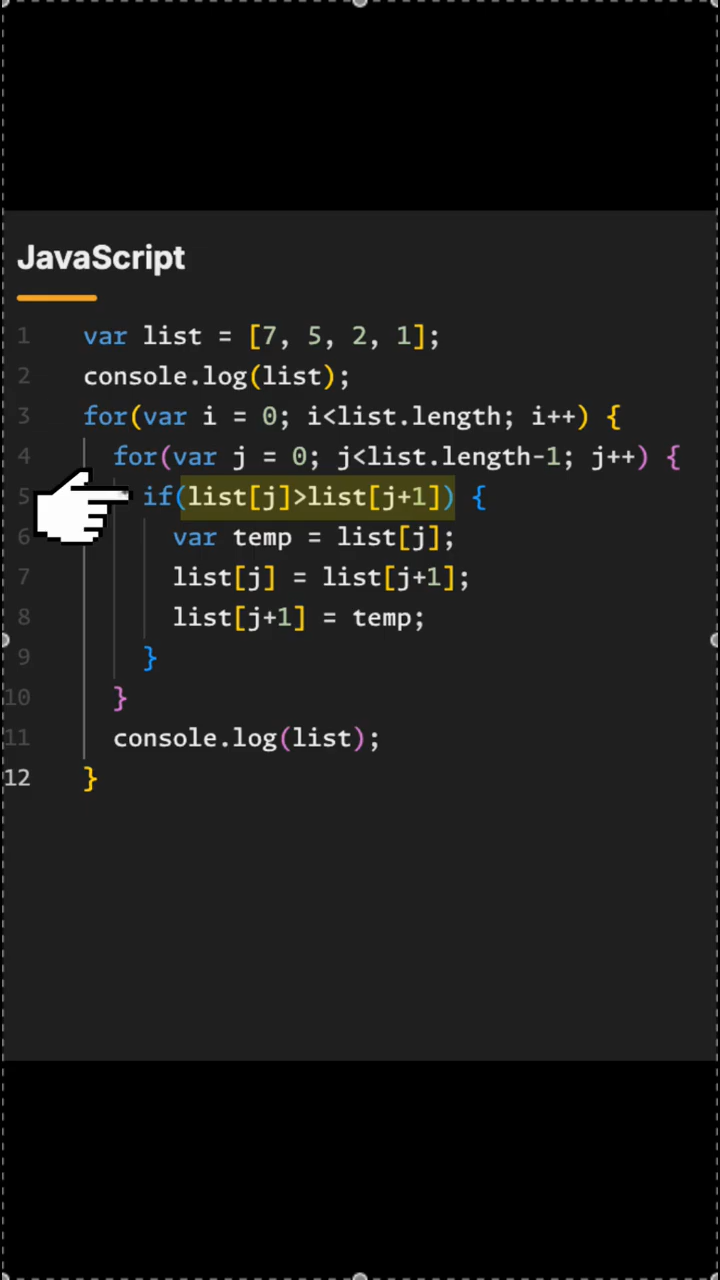 JavaScript
1 var list = [7, 5, 2, 1];
2 console.log(list);
3 for(var i = 0; i<list.length; i++) {
4 for(var j = 0; j<list.length-1; j++) {
5 if(list[j]>list[j+1]) {
6 var temp = list[j];
7 list[j] = list[j+1];
8 list[j+1] = temp;
9 }
10 }
11 console.log(list);
12 }